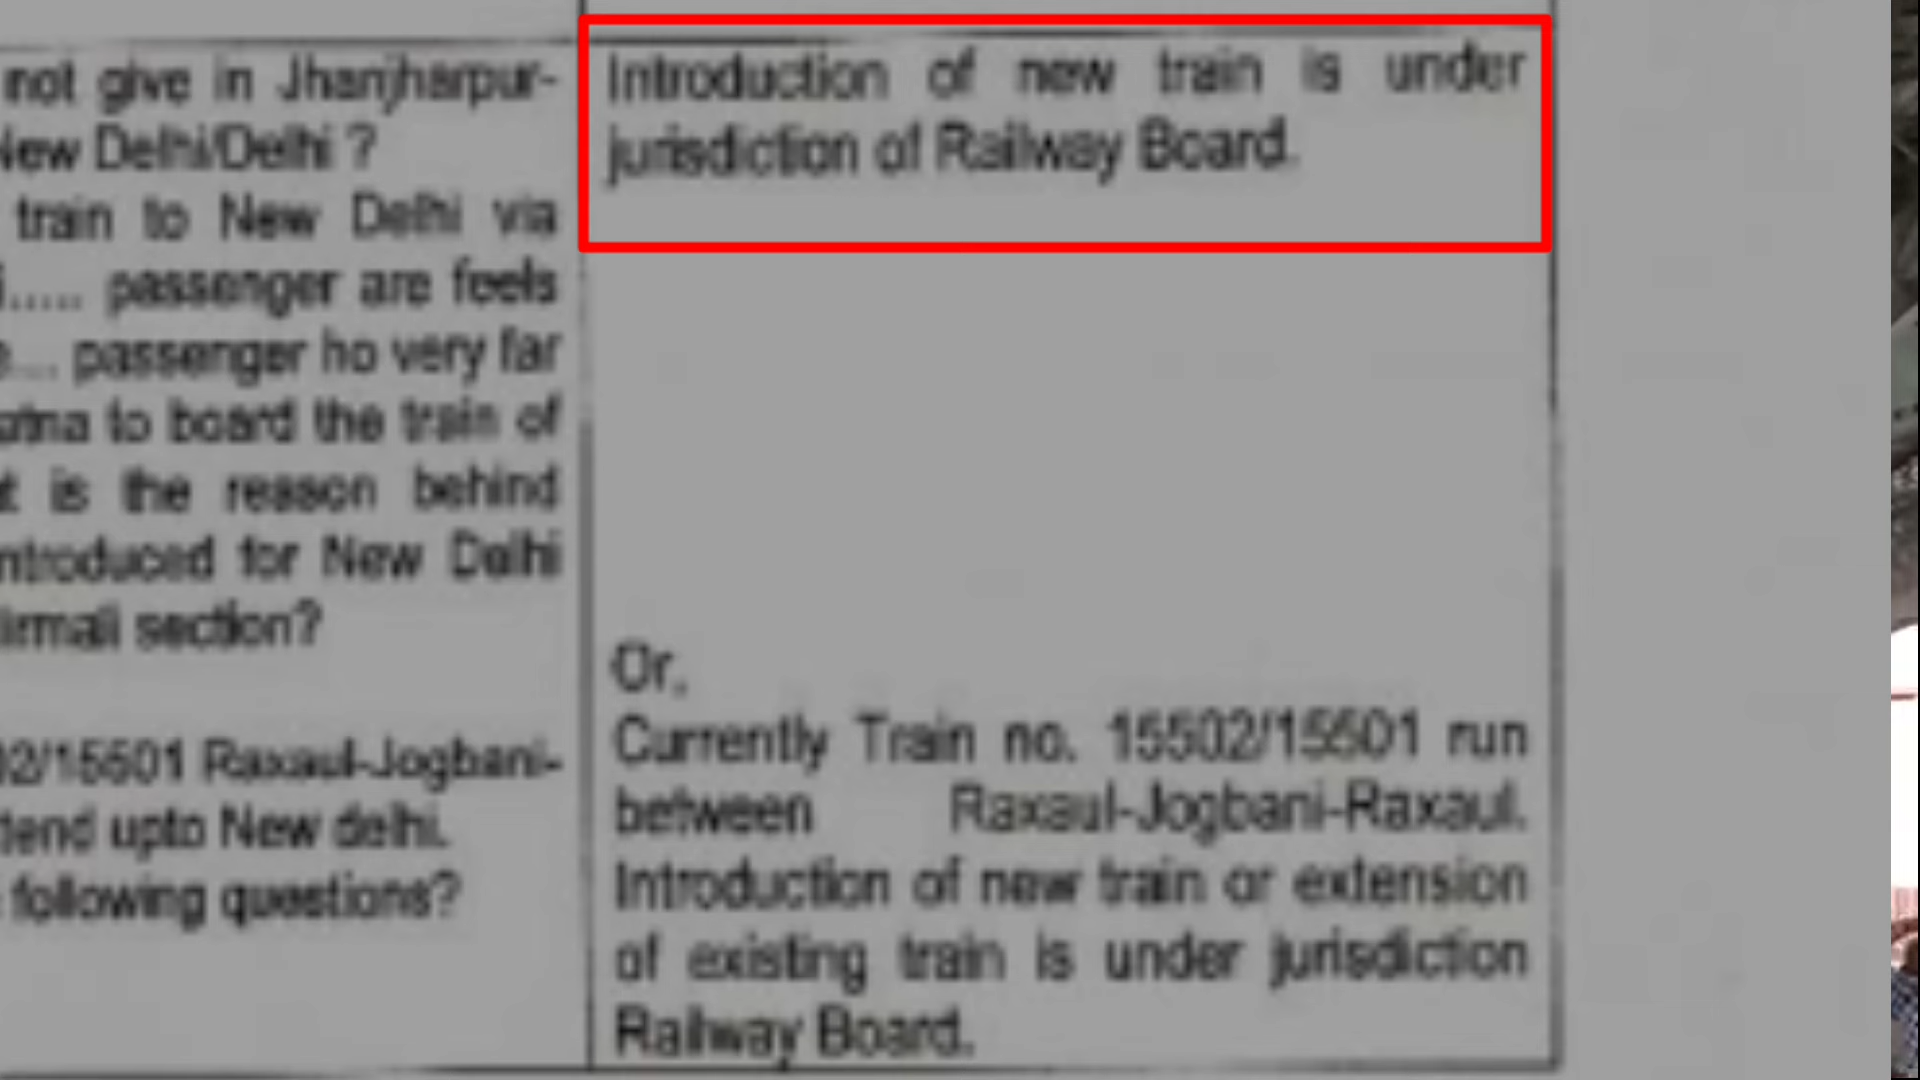 not give in Jhanjharpur-
New Delhi/Delhi ?
train to New Delhi via
..... passenger are feels
... passenger ho very far
to board the train of
is the reason behind
introduced for New Delhi
section?
02/15501 Raxaul-Jogbani-
upto New delhi.
following questions?
Introduction of new train is under
jurisdiction of Railway Board.
Or,
Currently Train no. 15502/15501 run
between Raxaul-Jogbani-Raxaul.
Introduction of new train or extension
of existing train is under jurisdiction
Railway Board.